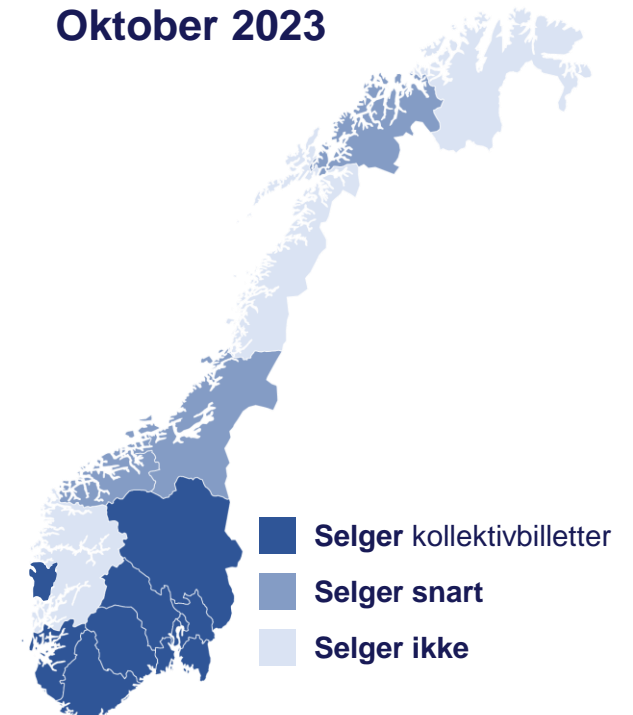 Oktober 2023
Selger kollektivbilletter
Selger snart
Selger ikke